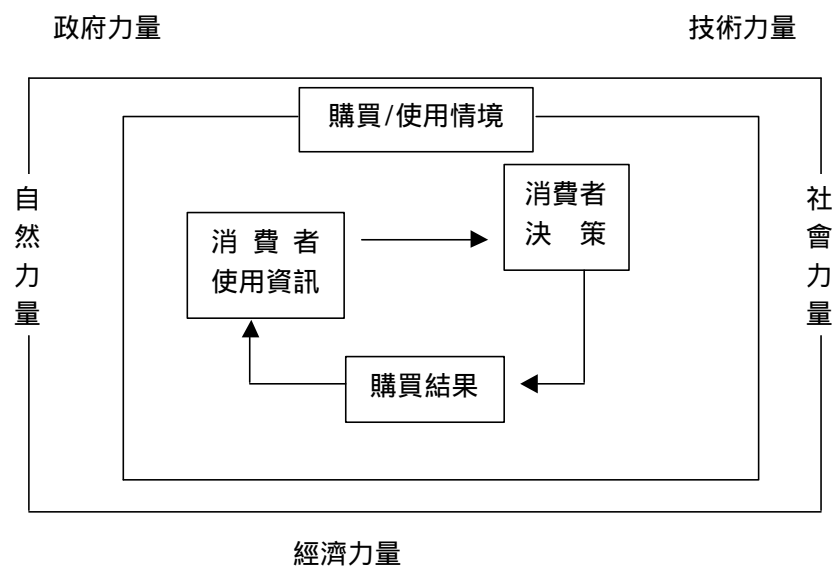 政府力量
技術力量
購買/使用情境
消費者
決 策
消 費 者
使用資訊
購買結果
自然力量
社會力量
經濟力量